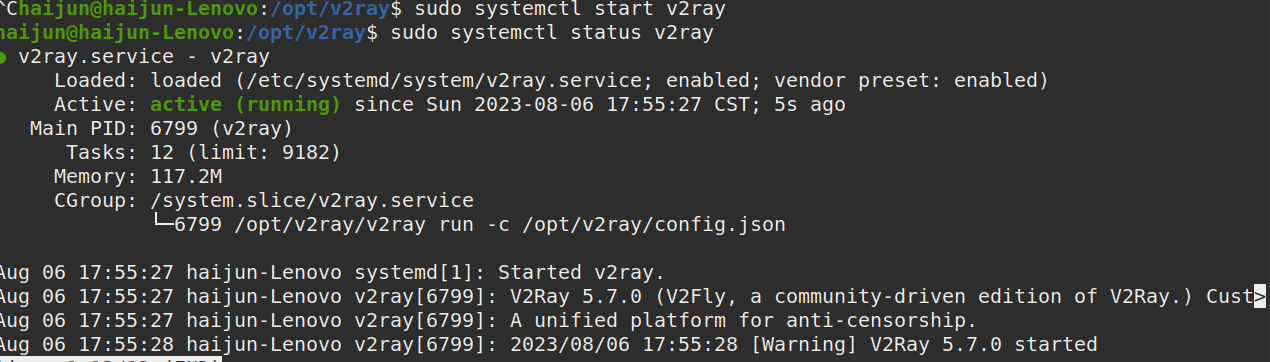 ^Chaijun@haijun-Lenovo:/opt/v2ray$ sudo systemctl start v2ray
haijun@haijun-Lenovo:/opt/v2ray$ sudo systemctl status v2ray
● v2ray.service - v2ray
Loaded: loaded (/etc/systemd/system/v2ray.service; enabled; vendor preset: enabled)
Active: active (running) since Sun 2023-08-06 17:55:27 CST; 5s ago
Main PID: 6799 (v2ray)
Tasks: 12 (limit: 9182)
Memory: 117.2M
CGroup: /system.slice/v2ray.service
└─6799 /opt/v2ray/v2ray run -c /opt/v2ray/config.json
Aug 06 17:55:27 haijun-Lenovo systemd[1]: Started v2ray.
Aug 06 17:55:27 haijun-Lenovo v2ray[6799]: V2Ray 5.7.0 (V2Fly, a community-driven edition of V2Ray.) Cust>
Aug 06 17:55:27 haijun-Lenovo v2ray[6799]: A unified platform for anti-censorship.
Aug 06 17:55:28 haijun-Lenovo v2ray[6799]: 2023/08/06 17:55:28 [Warning] V2Ray 5.7.0 started